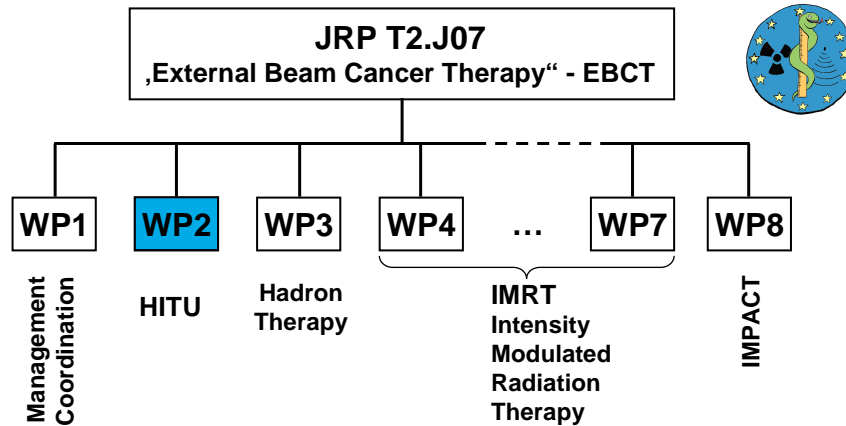 JRP T2.J07
‚External Beam Cancer Therapy“ - EBCT
WP1
WP2
WP3
WP4
...
WP7
WP8
Management
Coordination
HITU
Hadron
Therapy
IMRT
Intensity
Modulated
Radiation
Therapy
IMPACT